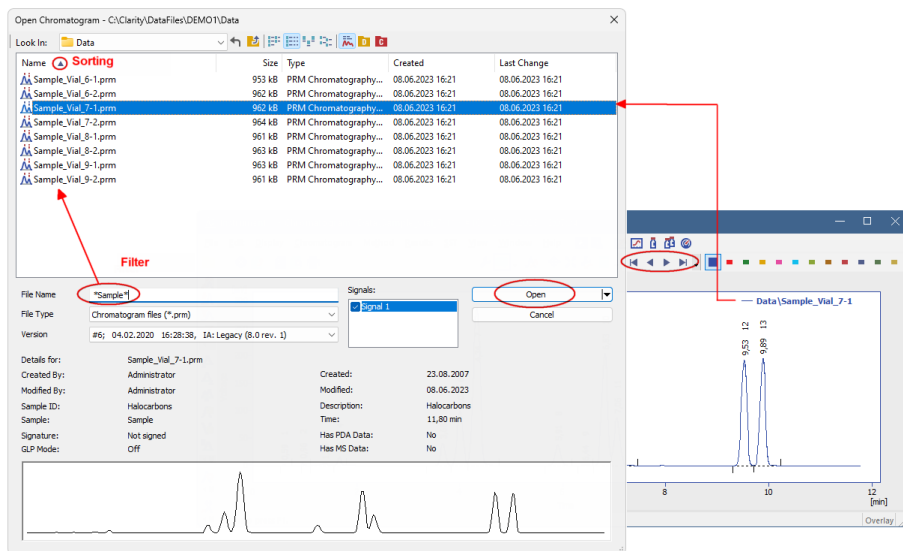 Open Chromatogram - C:\Clarity\DataFiles\DEMO1\Data
Look In: Data
Name Sorting Size Type Created Last Change
Sample_Vial_6-1.prm 953 kB PRM Chromatography... 08.06.2023 16:21 08.06.2023 16:21
Sample_Vial_6-2.prm 962 kB PRM Chromatography... 08.06.2023 16:21 08.06.2023 16:21
Sample_Vial_7-1.prm 962 kB PRM Chromatography... 08.06.2023 16:21 08.06.2023 16:21
Sample_Vial_7-2.prm 964 kB PRM Chromatography... 08.06.2023 16:21 08.06.2023 16:21
Sample_Vial_8-1.prm 961 kB PRM Chromatography... 08.06.2023 16:21 08.06.2023 16:21
Sample_Vial_8-2.prm 963 kB PRM Chromatography... 08.06.2023 16:21 08.06.2023 16:21
Sample_Vial_9-1.prm 963 kB PRM Chromatography... 08.06.2023 16:21 08.06.2023 16:21
Sample_Vial_9-2.prm 961 kB PRM Chromatography... 08.06.2023 16:21 08.06.2023 16:21
Filter
File Name *Sample*
Signals:
Signal 1
Open
File Type Chromatogram files (*.prm)
Cancel
Version #6; 04.02.2020 16:28:38, IA: Legacy (8.0 rev. 1)
Details for: Sample_Vial_7-1.prm
Created By: Administrator Created: 23.08.2007
Modified By: Administrator Modified: 08.06.2023
Sample ID: Halocarbons Description: Halocarbons
Sample: Sample Time: 11,80 min
Signature: Not signed Has PDA Data: No
GLP Mode: Off Has MS Data: No
Data\Sample_Vial_7-1
9,53 12
9,89 13
8 10 12
[min]
Overlay